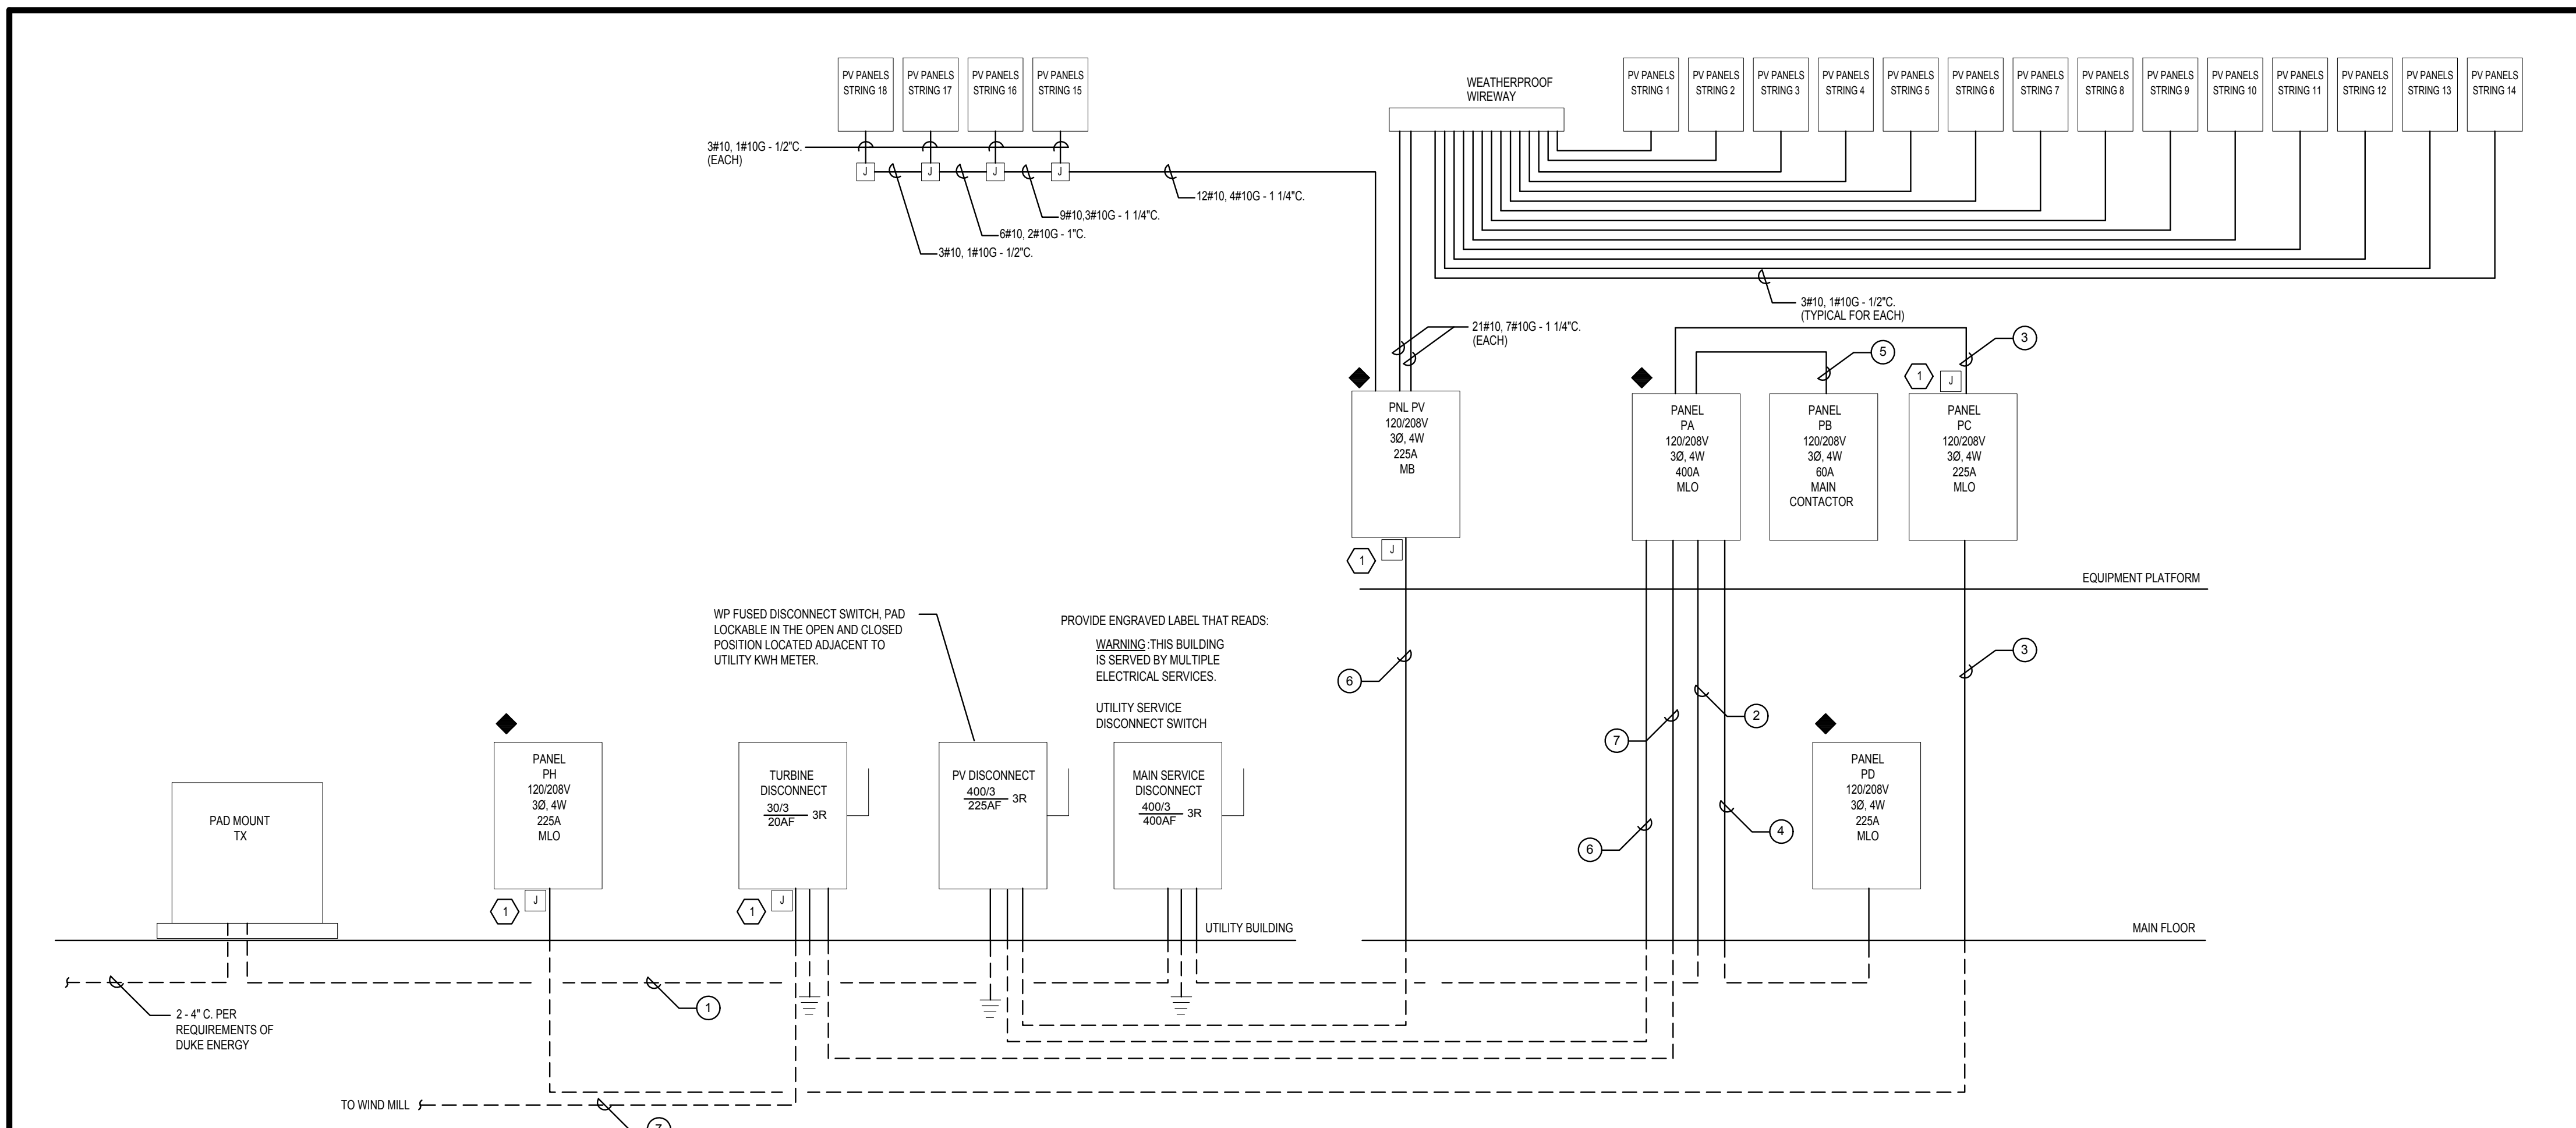 PV PANELS
STRING 18
PV PANELS
STRING 17
PV PANELS
STRING 16
PV PANELS
STRING 15
WEATHERPROOF
WIREWAY
PV PANELS
STRING 1
PV PANELS
STRING 2
PV PANELS
STRING 3
PV PANELS
STRING 4
PV PANELS
STRING 5
PV PANELS
STRING 6
PV PANELS
STRING 7
PV PANELS
STRING 8
PV PANELS
STRING 9
PV PANELS
STRING 10
PV PANELS
STRING 11
PV PANELS
STRING 12
PV PANELS
STRING 13
PV PANELS
STRING 14
3#10, 1#10G - 1/2"C.
(EACH)
J
J
J
J
12#10, 4#10G - 1 1/4"C.
9#10,3#10G - 1 1/4"C.
6#10, 2#10G - 1"C.
3#10, 1#10G - 1/2"C.
3#10, 1#10G - 1/2"C.
(TYPICAL FOR EACH)
21#10, 7#10G - 1 1/4"C.
(EACH)
3
5
1
J
PNL PV
120/208V
3Ø, 4W
225A
MB
PANEL
PA
120/208V
3Ø, 4W
400A
MLO
PANEL
PB
120/208V
3Ø, 4W
60A
MAIN
CONTACTOR
PANEL
PC
120/208V
3Ø, 4W
225A
MLO
1
J
EQUIPMENT PLATFORM
WP FUSED DISCONNECT SWITCH, PAD
LOCKABLE IN THE OPEN AND CLOSED
POSITION LOCATED ADJACENT TO
UTILITY KWH METER.
PROVIDE ENGRAVED LABEL THAT READS:
WARNING :THIS BUILDING
IS SERVED BY MULTIPLE
ELECTRICAL SERVICES.
UTILITY SERVICE
DISCONNECT SWITCH
6
3
2
7
4
6
PAD MOUNT
TX
PANEL
PH
120/208V
3Ø, 4W
225A
MLO
TURBINE
DISCONNECT
30/3
20AF
3R
PV DISCONNECT
400/3
225AF
3R
MAIN SERVICE
DISCONNECT
400/3
400AF
3R
PANEL
PD
120/208V
3Ø, 4W
225A
MLO
1
J
1
J
UTILITY BUILDING
MAIN FLOOR
1
2 - 4" C. PER
REQUIREMENTS OF
DUKE ENERGY
TO WIND MILL
7